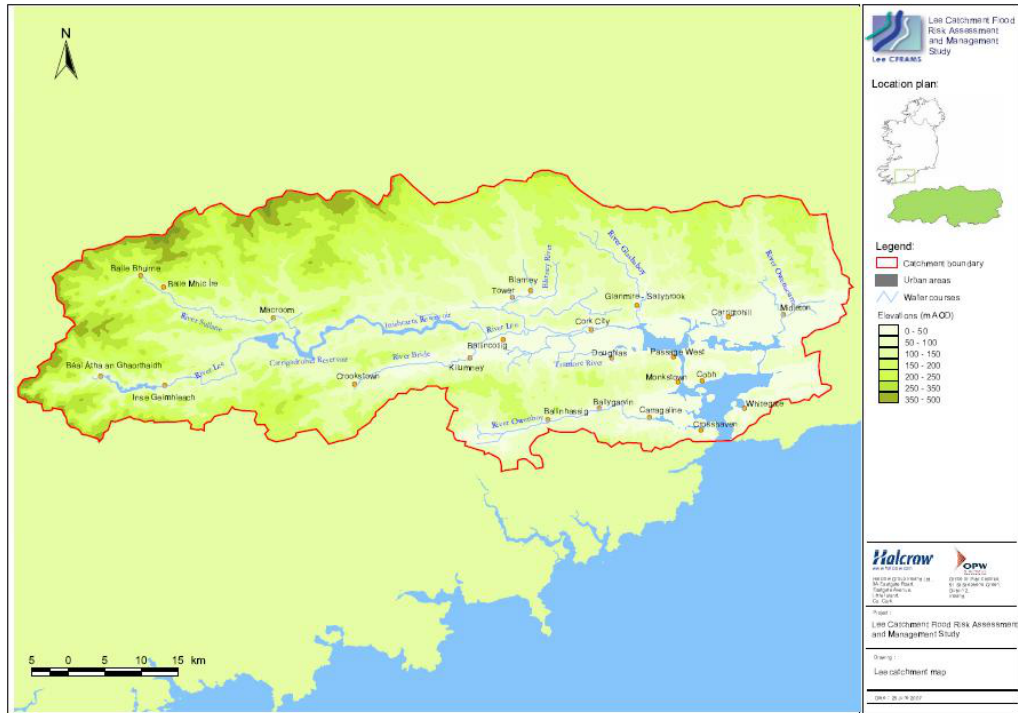 N
Baile Bhuirne
Baile Mhic Íre
River Sullane
Macroom
Béal Átha an Ghaorthaidh
Inse Geimhleach
River Lee
Carrigadrohid Reservoir
Inniscarra Reservoir
Crookstown
River Bride
Kilumney
Ballincollig
River Lee
Tower
Blarney
Blarney River
River Glashaboy
Glanmire - Sallybrook
Cork City
Douglas
Tramore River
Passage West
Monkstown
Cobh
Carrigtohill
River Owennacurra
Midleton
Whitegate
Crosshaven
Carrigaline
Ballygarvan
Ballinhassig
River Owenboy
5 0 5 10 15 km
Lee CFRAMS
Lee Catchment Flood
Risk Assessment
and Management
Study
Location plan:
Legend:
Catchment boundary
Urban areas
Water courses
Elevations (m AOD)
0 - 50
50 - 100
100 - 150
150 - 200
200 - 250
250 - 350
350 - 500
Halcrow
OPW
Project :
Lee Catchment Flood Risk Assessment
and Management Study
Drawing :
Lee catchment map